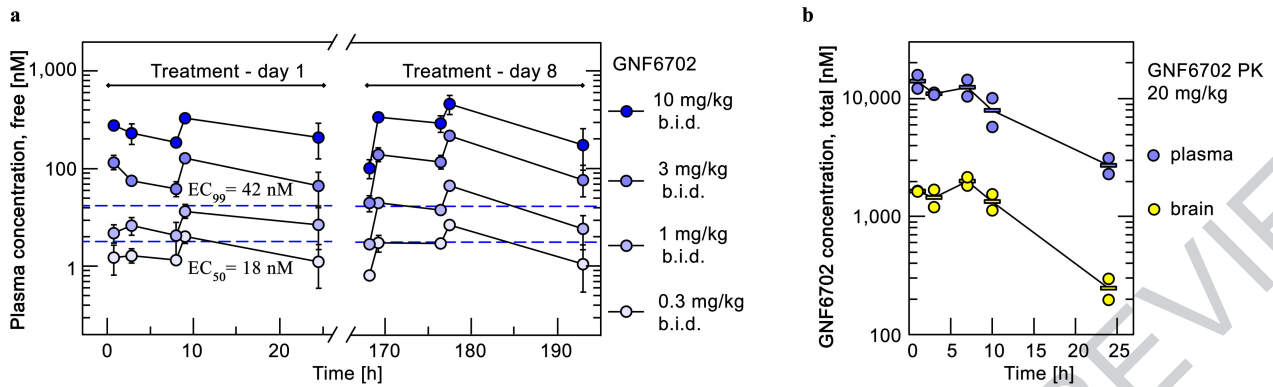 a
Plasma concentration, free [nM]
1,000
100
1
Treatment - day 1
Treatment - day 8
EC99= 42 nM
EC50= 18 nM
0
10
20
170
180
190
Time [h]
GNF6702
10 mg/kg
b.i.d.
3 mg/kg
b.i.d.
1 mg/kg
b.i.d.
0.3 mg/kg
b.i.d.
b
GNF6702 concentration, total [nM]
10,000
1,000
100
0
5
10
15
20
25
Time [h]
GNF6702 PK
20 mg/kg
plasma
brain
PREVIE